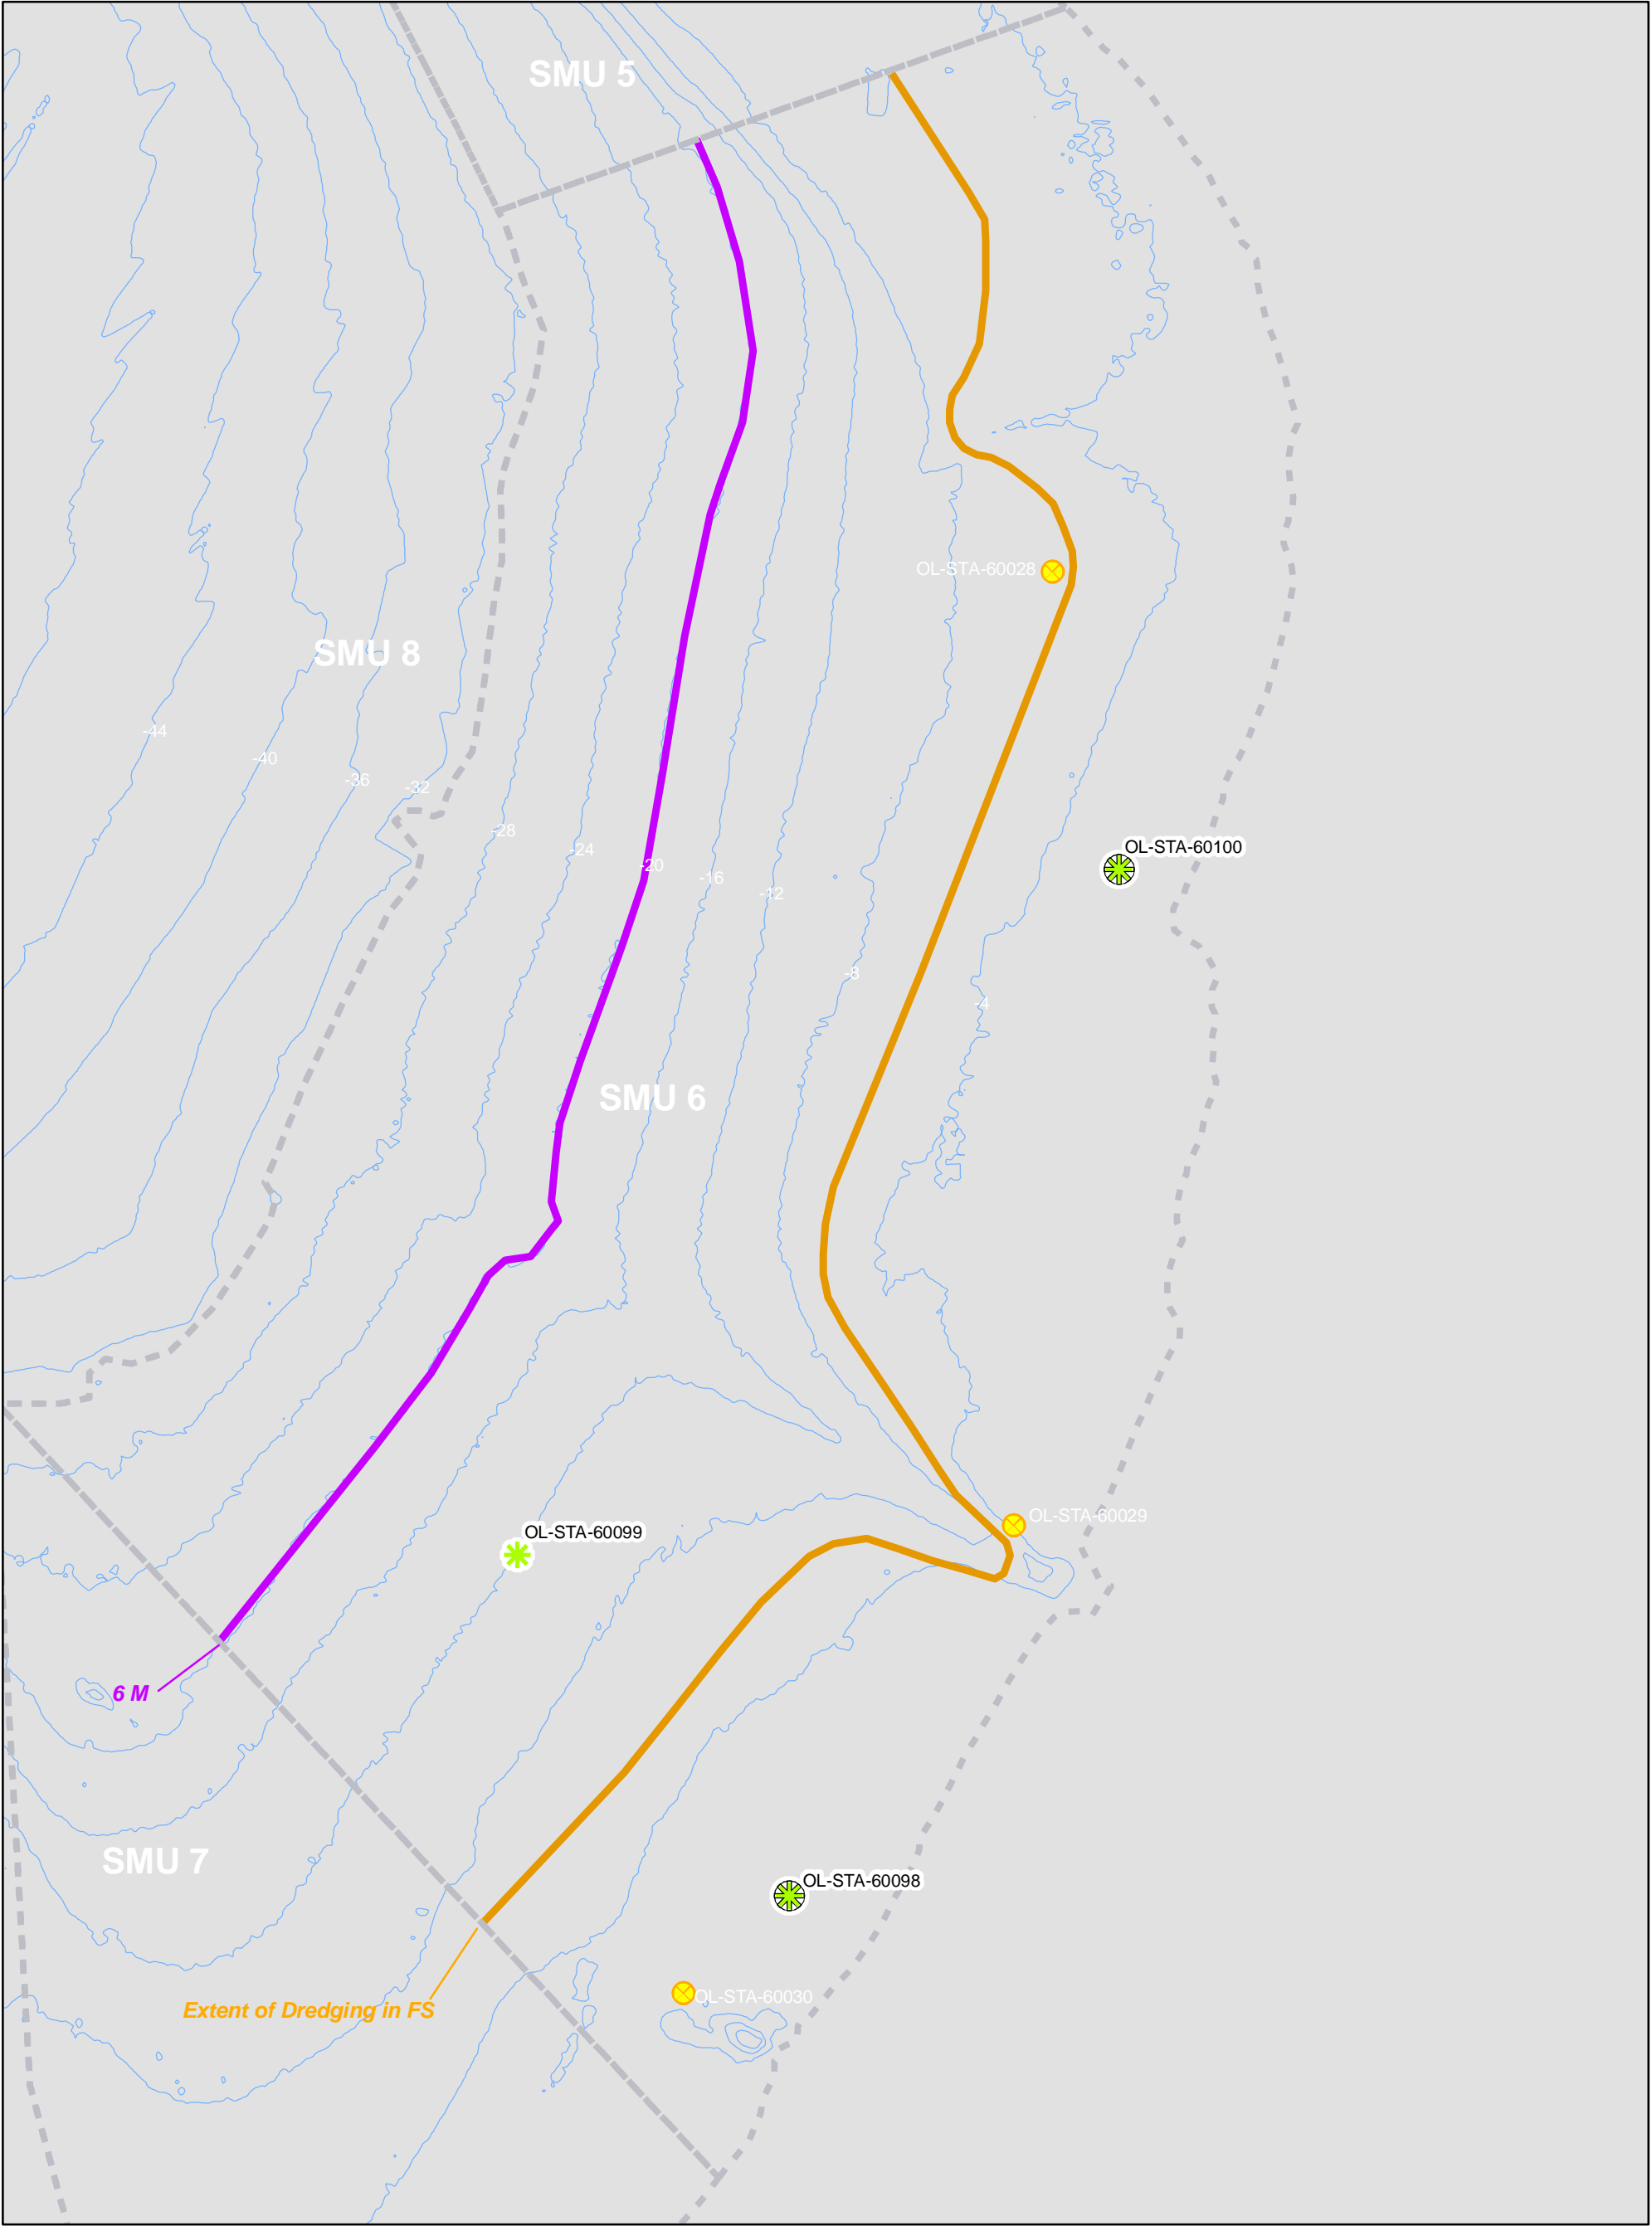 SMU 5
OL-STA-60028
SMU 8
-44
-40
-36
-32
-28
-24
-20
-16
-12
-8
-4
OL-STA-60100
SMU 6
OL-STA-60029
OL-STA-60099
6 M
SMU 7
OL-STA-60098
OL-STA-60030
Extent of Dredging in FS